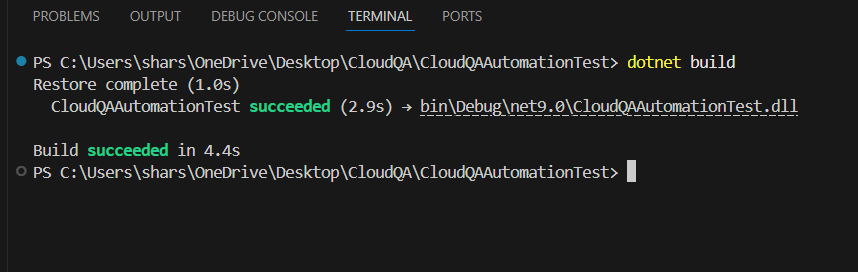 PROBLEMS OUTPUT DEBUG CONSOLE TERMINAL PORTS
PS C:\Users\shars\OneDrive\Desktop\CloudQA\CloudQAAutomationTest> dotnet build
Restore complete (1.0s)
  CloudQAAutomationTest succeeded (2.9s) → bin\Debug\net9.0\CloudQAAutomationTest.dll
Build succeeded in 4.4s
PS C:\Users\shars\OneDrive\Desktop\CloudQA\CloudQAAutomationTest>